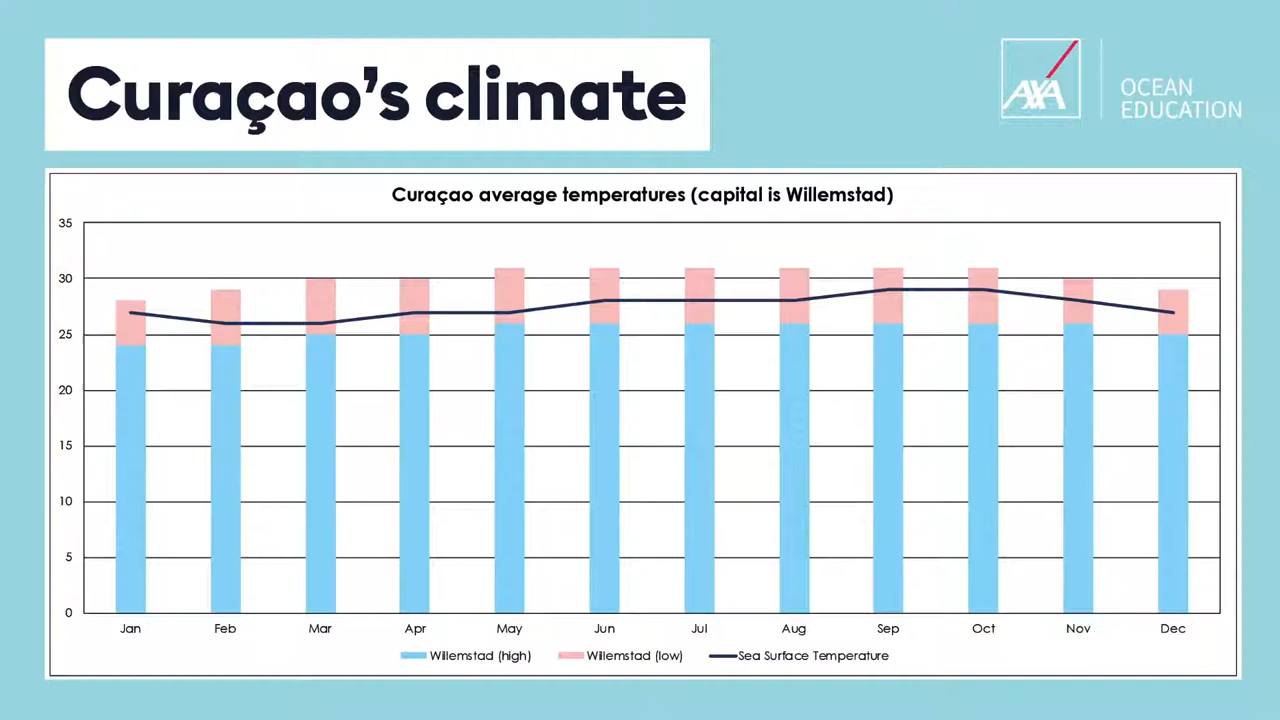 Curaçao's climate
AXA
OCEAN
EDUCATION
Curaçao average temperatures (capital is Willemstad)
35
30
25
20
15
10
5
0
Jan Feb Mar Apr May Jun Jul Aug Sep Oct Nov Dec
Willemstad (high) Willemstad (low) Sea Surface Temperature